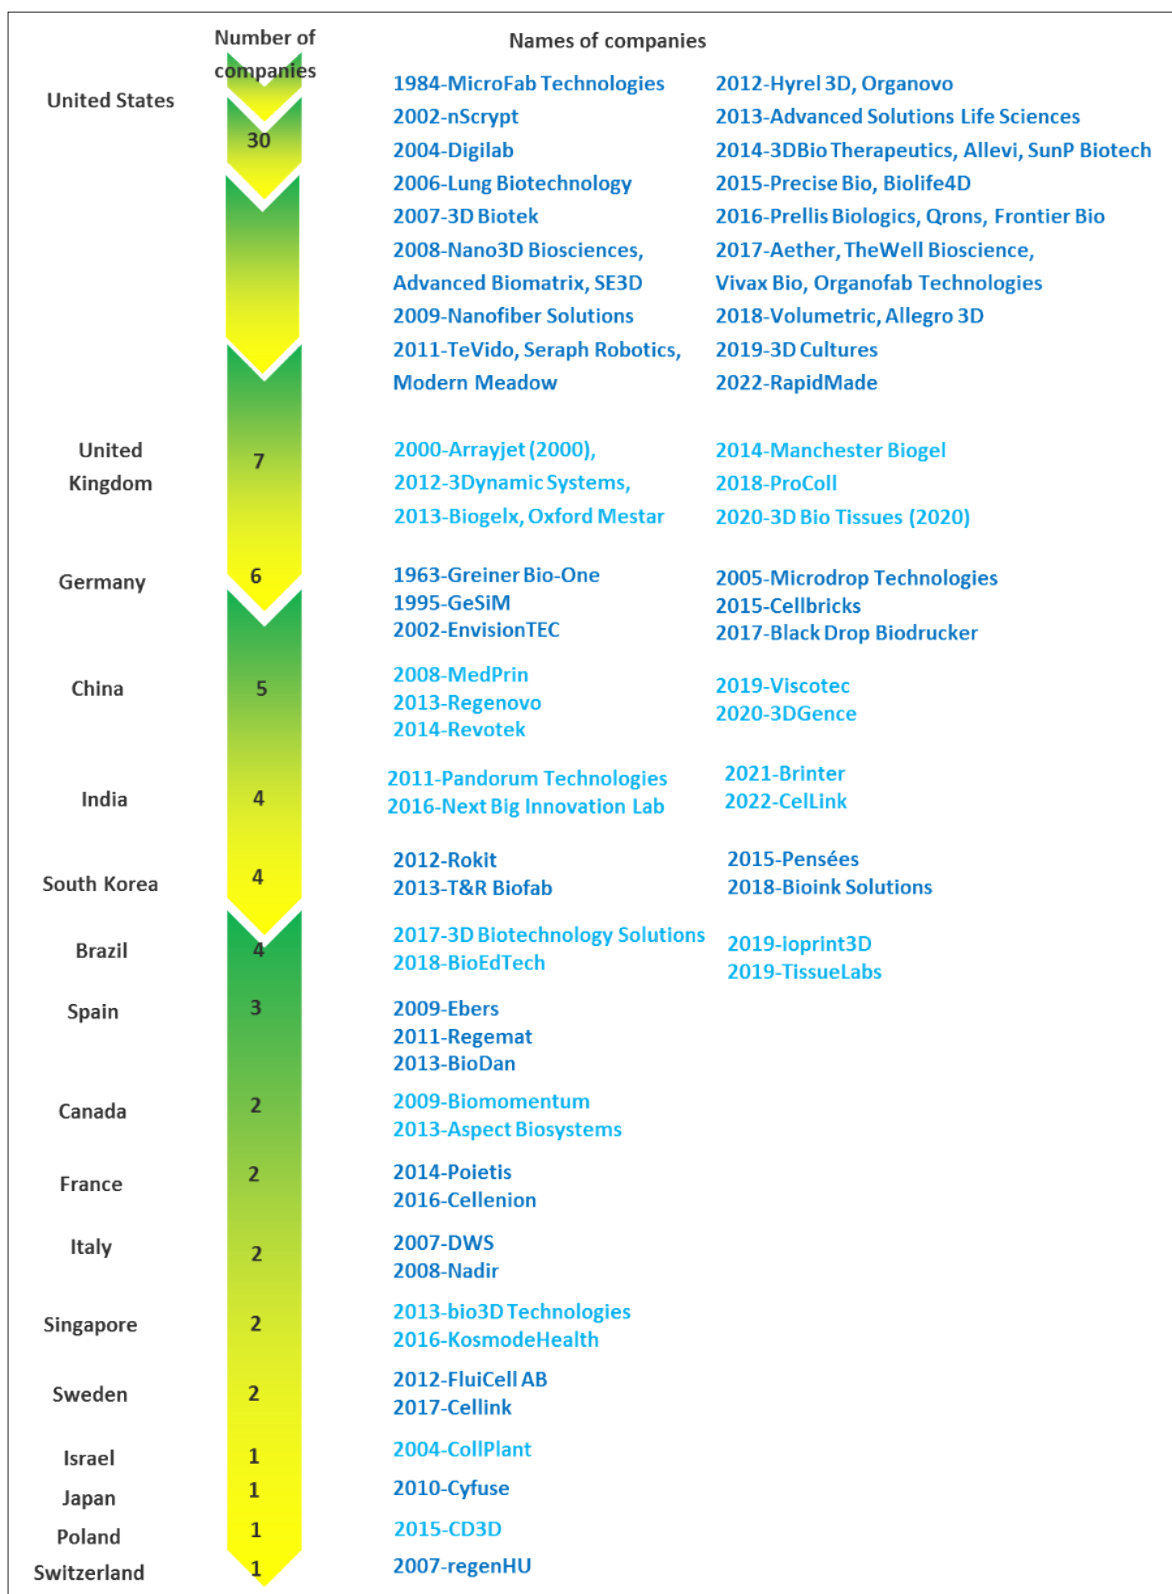 Number of
companies
Names of companies
United States
30
1984-MicroFab Technologies
2002-nScrypt
2004-Digilab
2006-Lung Biotechnology
2007-3D Biotek
2008-Nano3D Biosciences,
Advanced Biomatrix, SE3D
2009-Nanofiber Solutions
2011-TeVido, Seraph Robotics,
Modern Meadow
2012-Hyrel 3D, Organovo
2013-Advanced Solutions Life Sciences
2014-3DBio Therapeutics, Allevi, SunP Biotech
2015-Precise Bio, Biolife4D
2016-Prellis Biologics, Qrons, Frontier Bio
2017-Aether, TheWell Bioscience,
Vivax Bio, Organofab Technologies
2018-Volumetric, Allegro 3D
2019-3D Cultures
2022-RapidMade
United
Kingdom
7
2000-Arrayjet (2000),
2012-3Dynamic Systems,
2013-Biogelx, Oxford Mestar
2014-Manchester Biogel
2018-ProColl
2020-3D Bio Tissues (2020)
Germany
6
1963-Greiner Bio-One
1995-GeSiM
2002-EnvisionTEC
2005-Microdrop Technologies
2015-Cellbricks
2017-Black Drop Biodrucker
China
5
2008-MedPrin
2013-Regenovo
2014-Revotek
2019-Viscotec
2020-3DGence
India
4
2011-Pandorum Technologies
2016-Next Big Innovation Lab
2021-Brinter
2022-CelLink
South Korea
4
2012-Rokit
2013-T&R Biofab
2015-Pensées
2018-Bioink Solutions
Brazil
4
2017-3D Biotechnology Solutions
2018-BioEdTech
2019-ioprint3D
2019-TissueLabs
Spain
3
2009-Ebers
2011-Regemat
2013-BioDan
Canada
2
2009-Biomomentum
2013-Aspect Biosystems
France
2
2014-Poietis
2016-Cellenion
Italy
2
2007-DWS
2008-Nadir
Singapore
2
2013-bio3D Technologies
2016-KosmodeHealth
Sweden
2
2012-FluiCell AB
2017-Cellink
Israel
1
2004-CollPlant
Japan
1
2010-Cyfuse
Poland
1
2015-CD3D
Switzerland
1
2007-regenHU